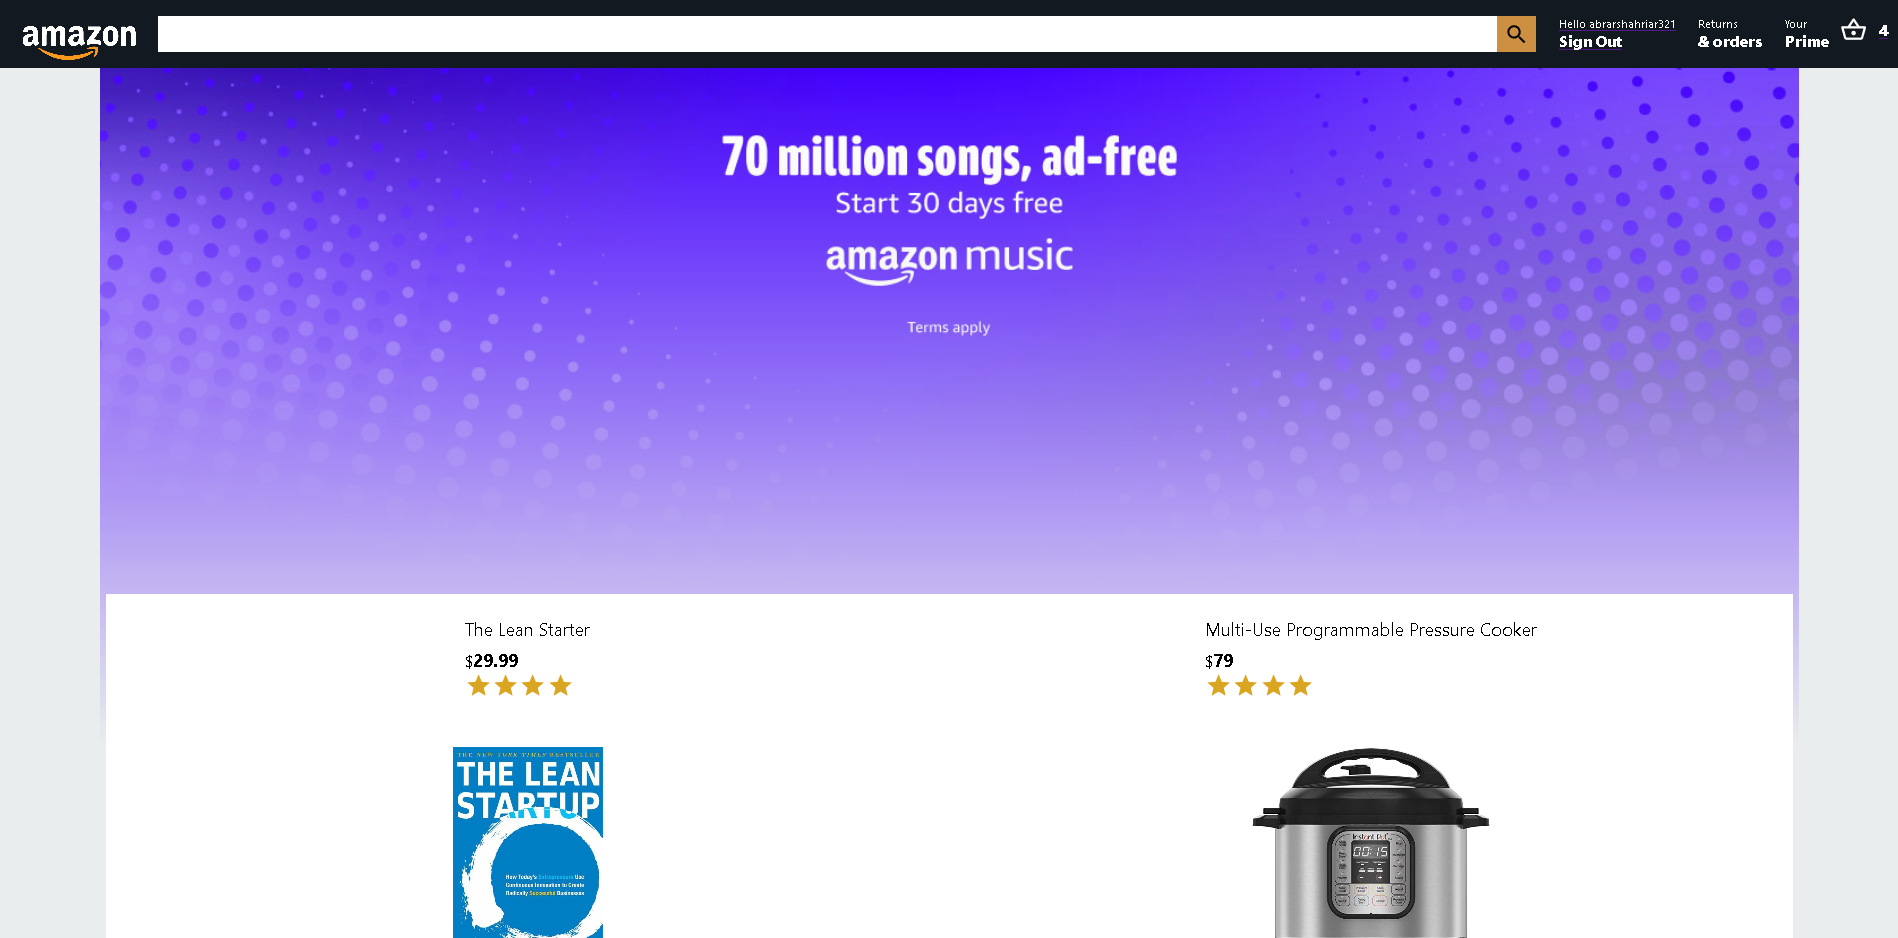 amazon
Hello abrarshahriar321
Sign Out
Returns
& orders
Your
Prime
4
70 million songs, ad-free
Start 30 days free
amazon music
Terms apply
The Lean Starter
$29.99
Multi-Use Programmable Pressure Cooker
$79
THE NEW YORK TIMES BESTSELLER
THE LEAN
STARTUP
How Today's Entrepreneurs Use
Continuous Innovation to Create
Radically Successful Businesses
Instant Pot
00:15